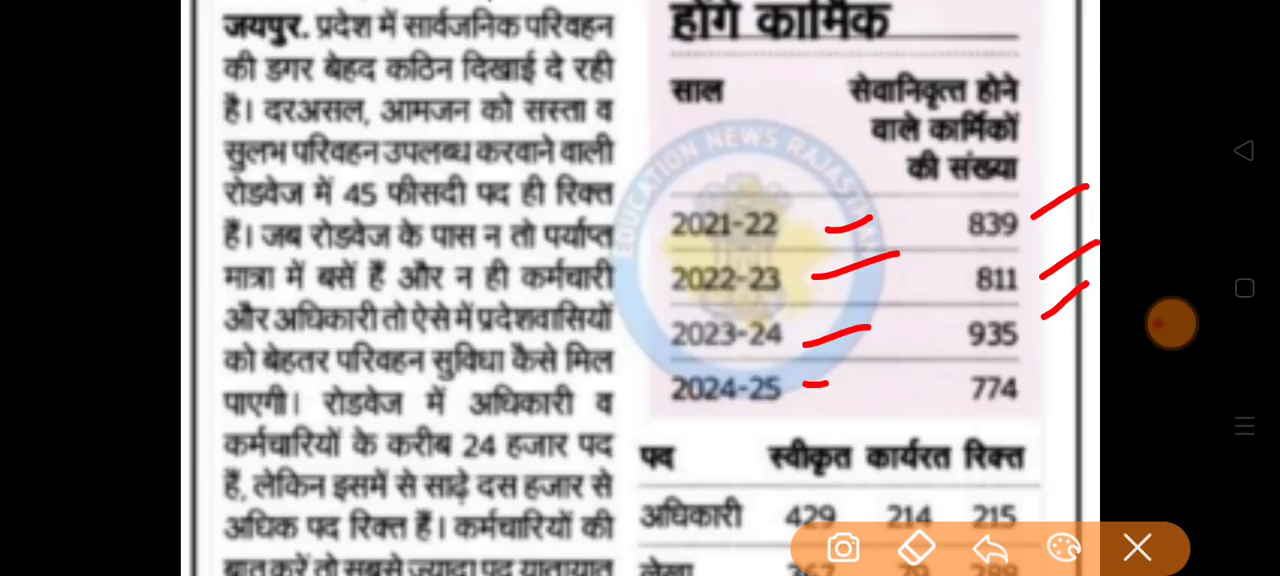 जयपुर. प्रदेश में सार्वजनिक परिवहन
की डगर बेहद कठिन दिखाई दे रही
है। दरअसल, आमजन को सस्ता व
सुलभ परिवहन उपलब्ध करवाने वाली
रोडवेज में 45 फीसदी पद ही रिक्त
हैं। जब रोडवेज के पास न तो पर्याप्त
मात्रा में बसें हैं और न ही कर्मचारी
और अधिकारी तो ऐसे में प्रदेशवासियों
को बेहतर परिवहन सुविधा कैसे मिल
पाएगी। रोडवेज में अधिकारी व
कर्मचारियों के करीब 24 हजार पद
हैं, लेकिन इसमें से साढ़े दस हजार से
अधिक पद रिक्त हैं। कर्मचारियों की
बात करें तो सबसे ज्यादा पद यातायात
होंगे कार्मिक
साल सेवानिवृत्त होने
वाले कार्मिकों
की संख्या
2021-22 839
2022-23 811
2023-24 935
2024-25 774
पद स्वीकृत कार्यरत रिक्त
अधिकारी 429 214 215
लेखा
EDUCATION NEWS RAJASTHAN